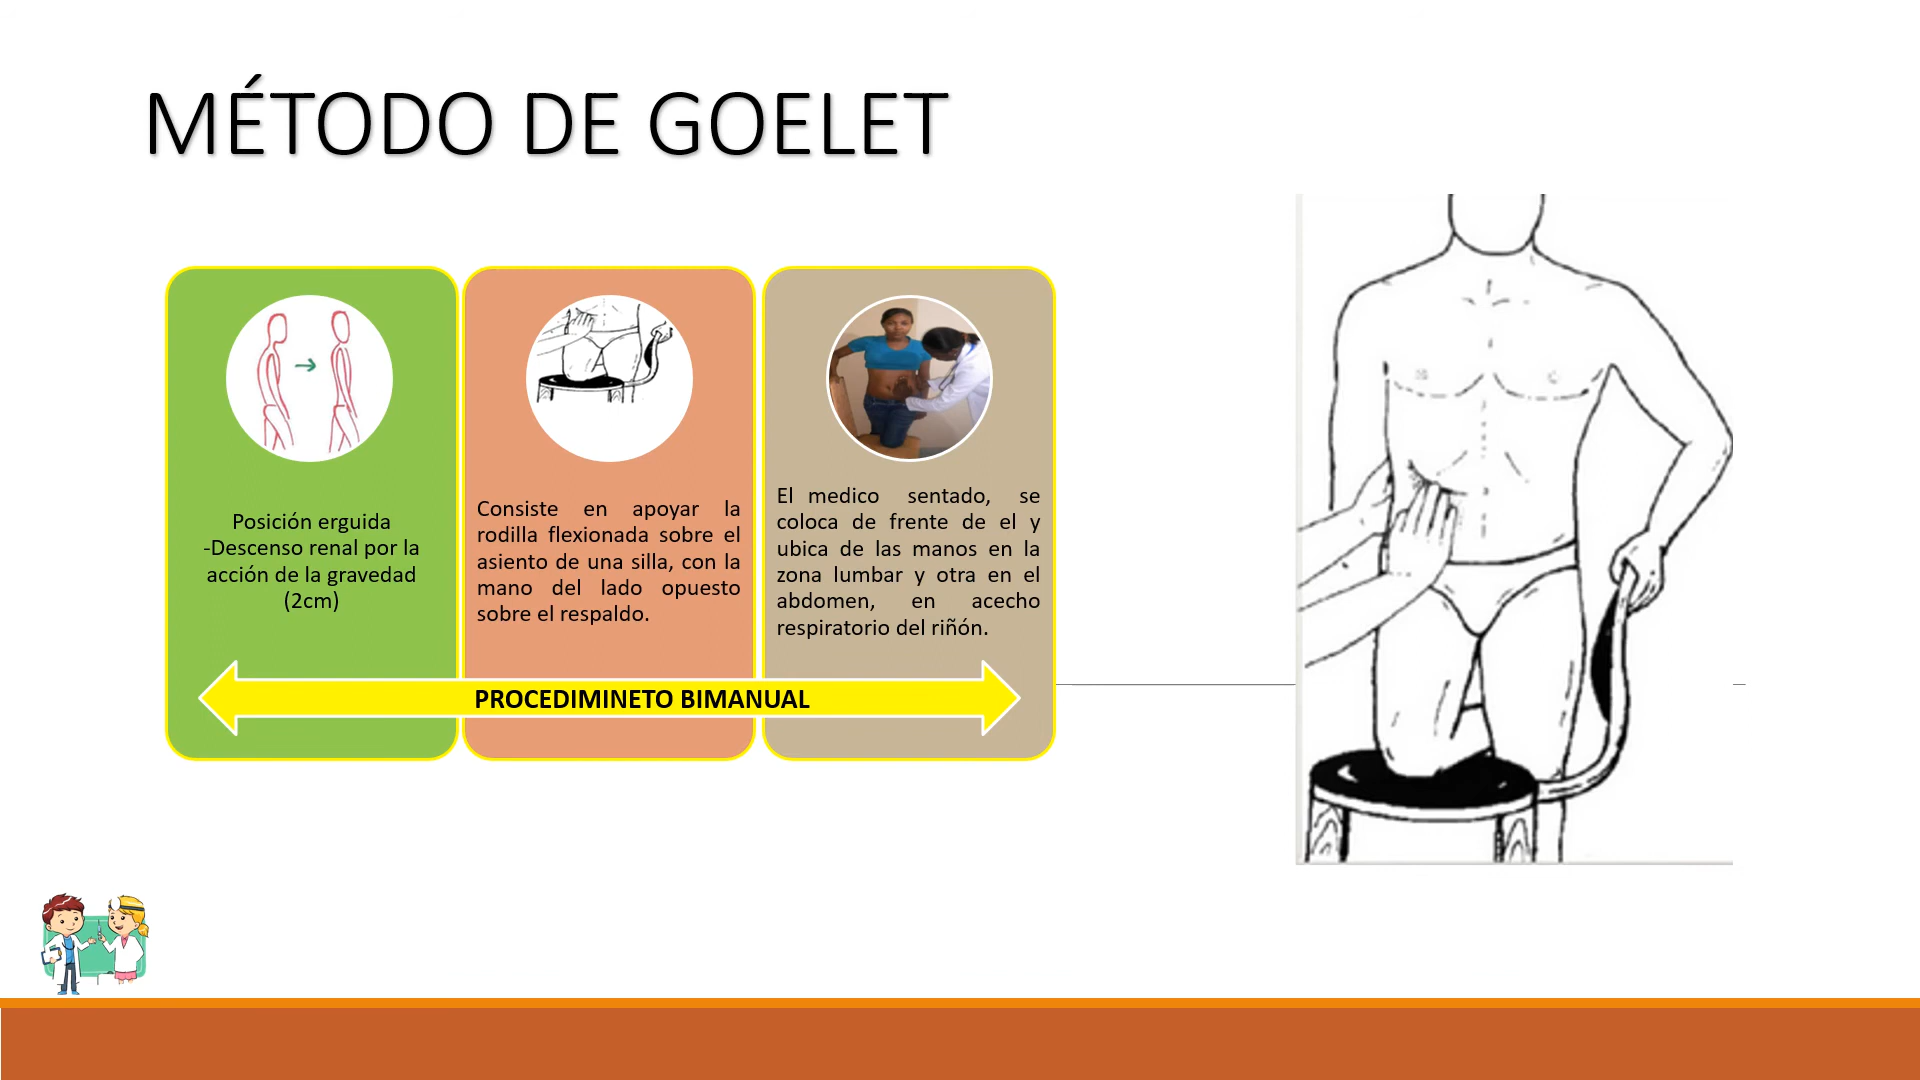 MÉTODO DE GOELET
Posición erguida
-Descenso renal por la
acción de la gravedad
(2cm)
Consiste en apoyar la
rodilla flexionada sobre el
asiento de una silla, con la
mano del lado opuesto
sobre el respaldo.
El medico sentado, se
coloca de frente de el y
ubica de las manos en la
zona lumbar y otra en el
abdomen, en acecho
respiratorio del riñón.
PROCEDIMINETO BIMANUAL